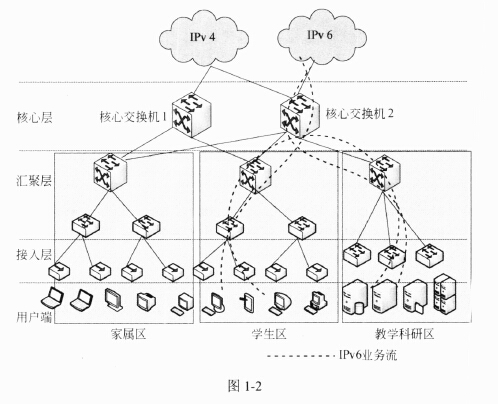 IPv 4
IPv 6
核心层
核心交换机 1
核心交换机 2
汇聚层
接入层
用户端
家属区
学生区
教学科研区
IPv6业务流
图 1-2